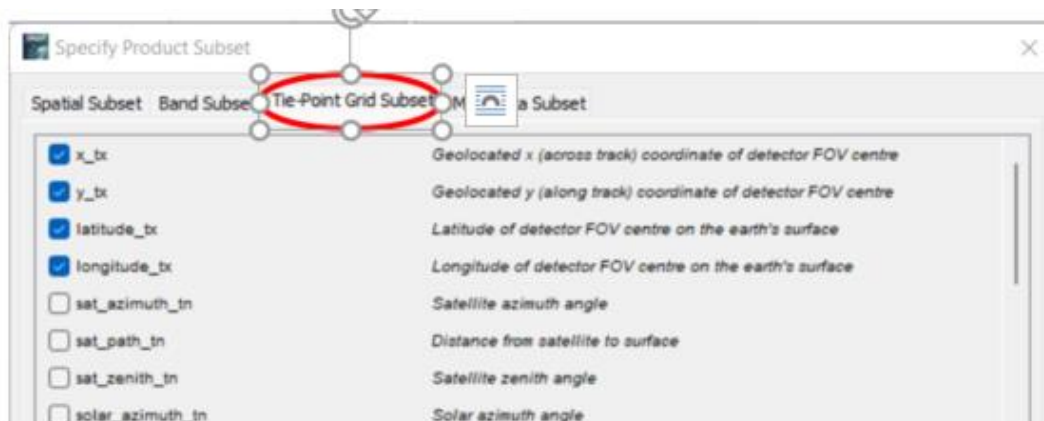 Specify Product Subset
Spatial Subset Band Subse Tie-Point Grid Subset M a Subset
x_tx Geolocated x (across track) coordinate of detector FOV centre
y_tx Geolocated y (along track) coordinate of detector FOV centre
latitude_tx Latitude of detector FOV centre on the earth's surface
longitude_tx Longitude of detector FOV centre on the earth's surface
sat_azimuth_tn Satellite azimuth angle
sat_path_tn Distance from satellite to surface
sat_zenith_tn Satellite zenith angle
solar_azimuth_tn Solar azimuth angle